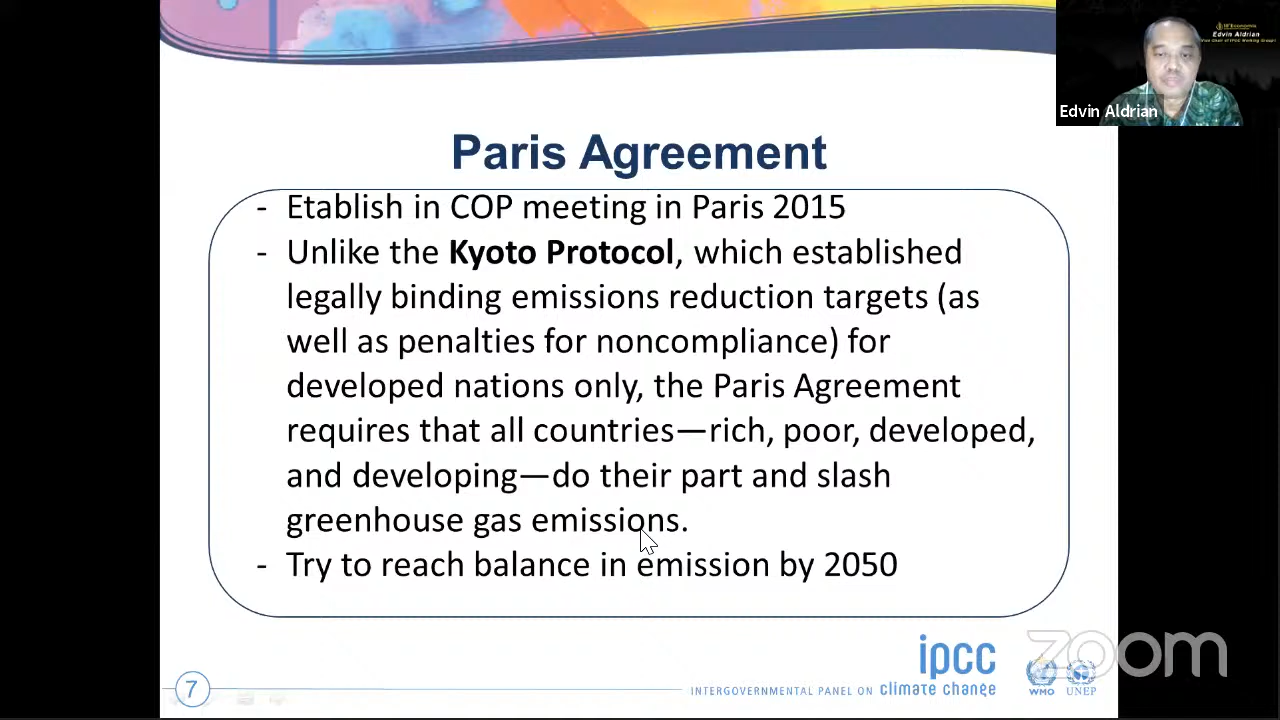 Edvin Aldrian
Edvin Aldrian
Paris Agreement
- Etablish in COP meeting in Paris 2015
- Unlike the Kyoto Protocol, which established
legally binding emissions reduction targets (as
well as penalties for noncompliance) for
developed nations only, the Paris Agreement
requires that all countries—rich, poor, developed,
and developing—do their part and slash
greenhouse gas emissions.
- Try to reach balance in emission by 2050
7
ipcc
INTERGOVERNMENTAL PANEL ON climate change
WMO
UNEP
zoom